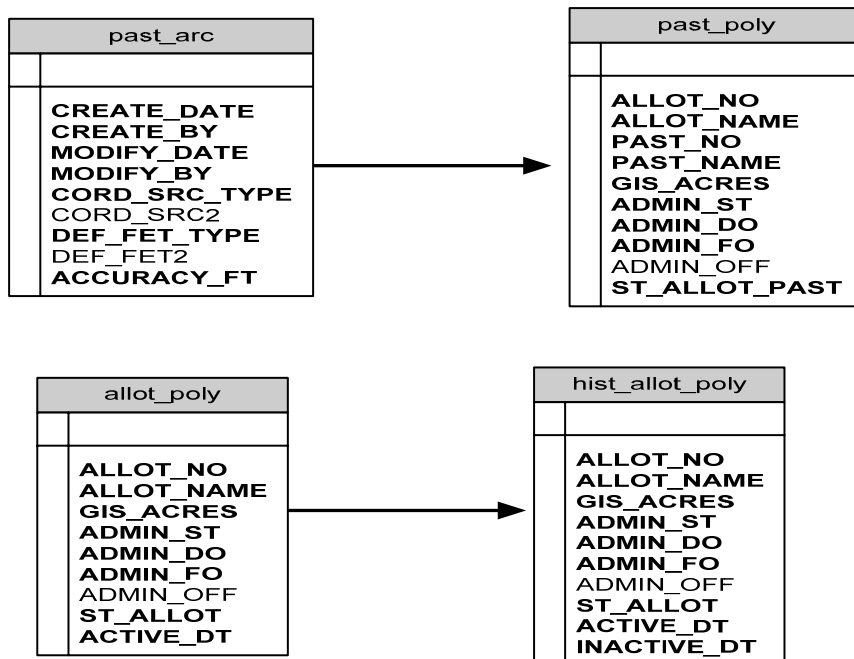 past_arc
CREATE_DATE
CREATE_BY
MODIFY_DATE
MODIFY_BY
CORD_SRC_TYPE
CORD_SRC2
DEF_FET_TYPE
DEF_FET2
ACCURACY_FT
past_poly
ALLOT_NO
ALLOT_NAME
PAST_NO
PAST_NAME
GIS_ACRES
ADMIN_ST
ADMIN_DO
ADMIN_FO
ADMIN_OFF
ST_ALLOT_PAST
allot_poly
ALLOT_NO
ALLOT_NAME
GIS_ACRES
ADMIN_ST
ADMIN_DO
ADMIN_FO
ADMIN_OFF
ST_ALLOT
ACTIVE_DT
hist_allot_poly
ALLOT_NO
ALLOT_NAME
GIS_ACRES
ADMIN_ST
ADMIN_DO
ADMIN_FO
ADMIN_OFF
ST_ALLOT
ACTIVE_DT
INACTIVE_DT